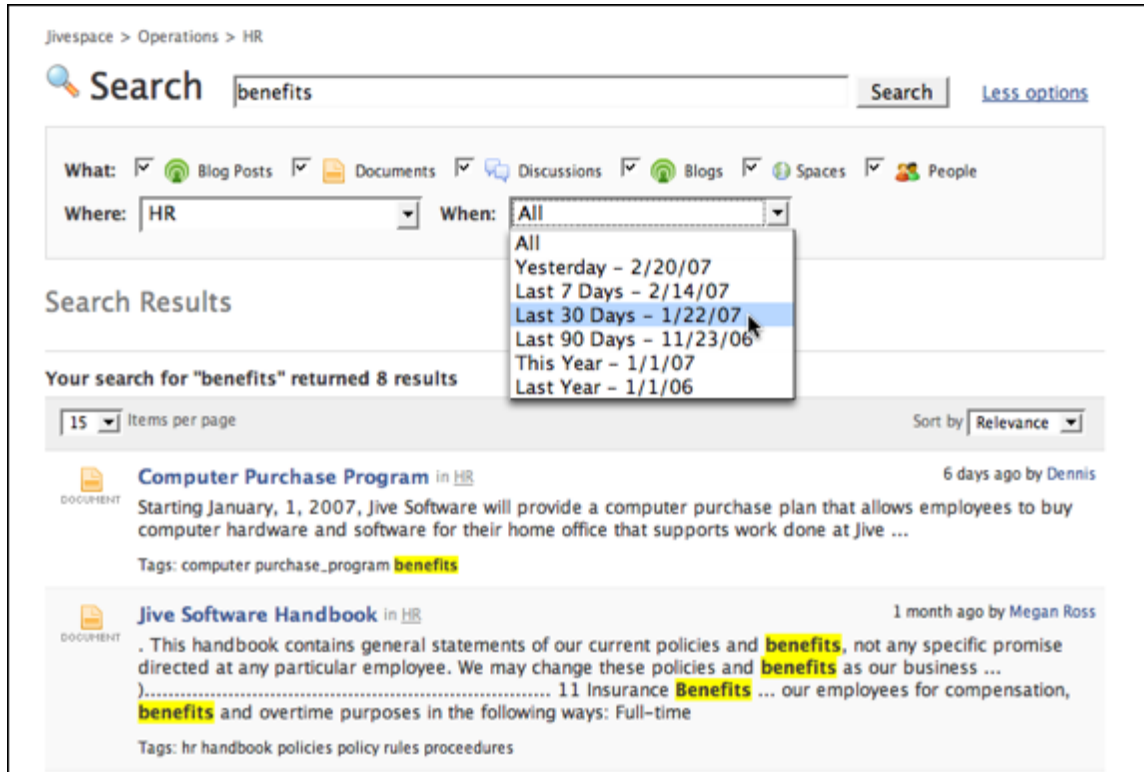 Jivespace > Operations > HR
Search benefits Search Less options
What: Blog Posts Documents Discussions Blogs Spaces People
Where: HR When: All
All
Yesterday – 2/20/07
Last 7 Days – 2/14/07
Last 30 Days – 1/22/07
Last 90 Days – 11/23/06
This Year – 1/1/07
Last Year – 1/1/06
Search Results
Your search for "benefits" returned 8 results
15 Items per page Sort by Relevance
Computer Purchase Program in HR 6 days ago by Dennis
DOCUMENT
Starting January, 1, 2007, Jive Software will provide a computer purchase plan that allows employees to buy
computer hardware and software for their home office that supports work done at Jive ...
Tags: computer purchase_program benefits
Jive Software Handbook in HR 1 month ago by Megan Ross
DOCUMENT
. This handbook contains general statements of our current policies and benefits, not any specific promise
directed at any particular employee. We may change these policies and benefits as our business ...
)................................................................. 11 Insurance Benefits ... our employees for compensation,
benefits and overtime purposes in the following ways: Full-time
Tags: hr handbook policies policy rules proceedures